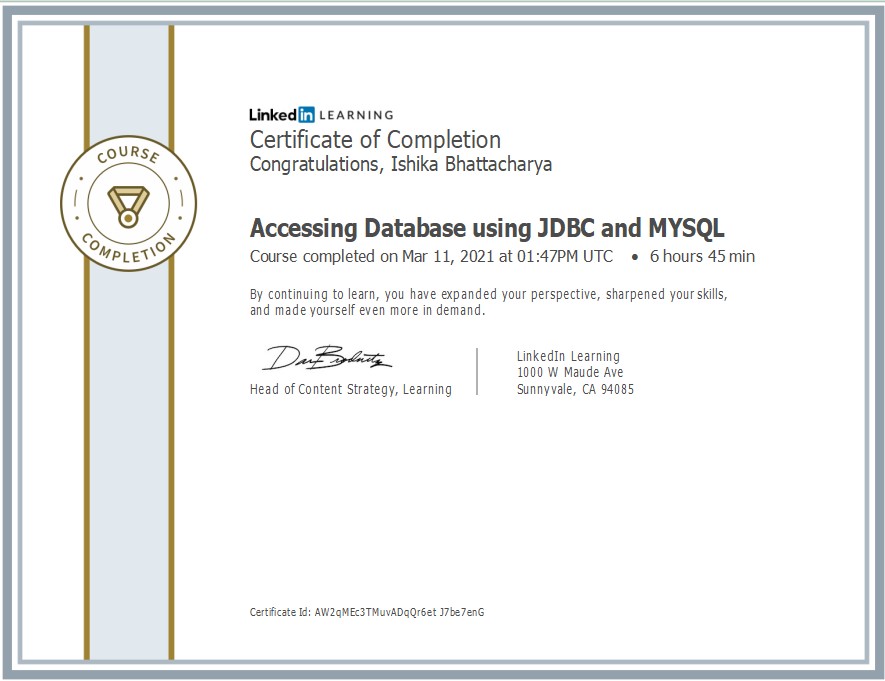 COURSE
COMPLETION
Linked in LEARNING
Certificate of Completion
Congratulations, Ishika Bhattacharya
Accessing Database using JDBC and MYSQL
Course completed on Mar 11, 2021 at 01:47PM UTC • 6 hours 45 min
By continuing to learn, you have expanded your perspective, sharpened your skills,
and made yourself even more in demand.
Head of Content Strategy, Learning
LinkedIn Learning
1000 W Maude Ave
Sunnyvale, CA 94085
Certificate Id: AW2qMEc3TMuvADqQr6et J7be7enG